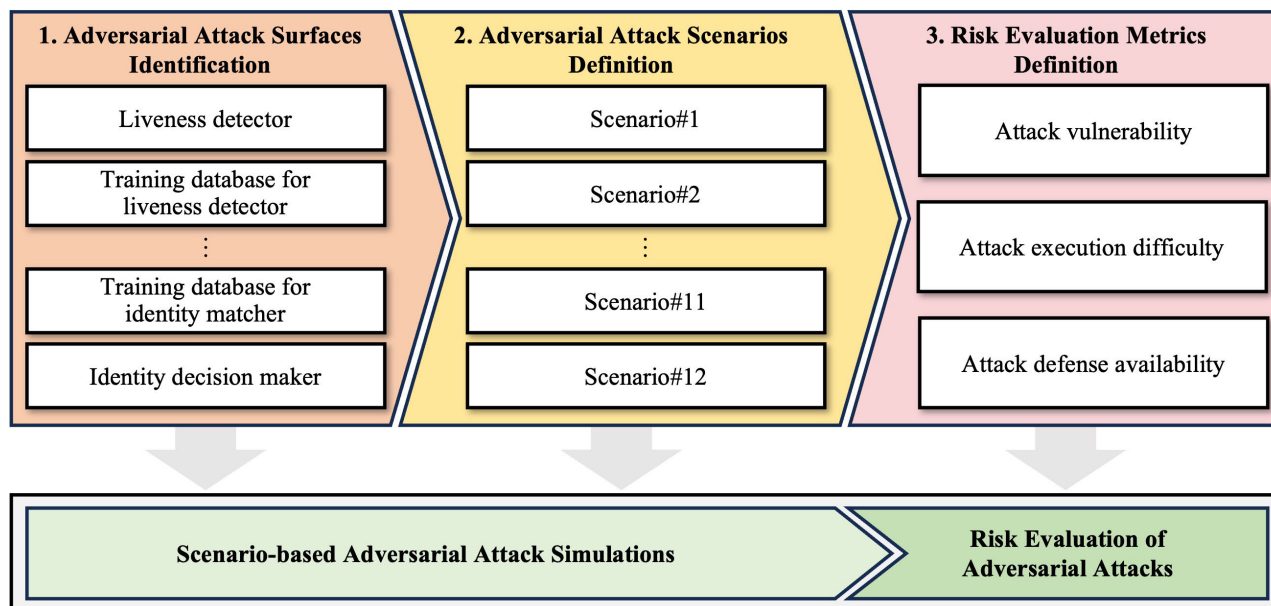 1. Adversarial Attack Surfaces
Identification
Liveness detector
Training database for
liveness detector
⋮
Training database for
identity matcher
Identity decision maker
2. Adversarial Attack Scenarios
Definition
Scenario#1
Scenario#2
⋮
Scenario#11
Scenario#12
3. Risk Evaluation Metrics
Definition
Attack vulnerability
Attack execution difficulty
Attack defense availability
Scenario-based Adversarial Attack Simulations
Risk Evaluation of
Adversarial Attacks